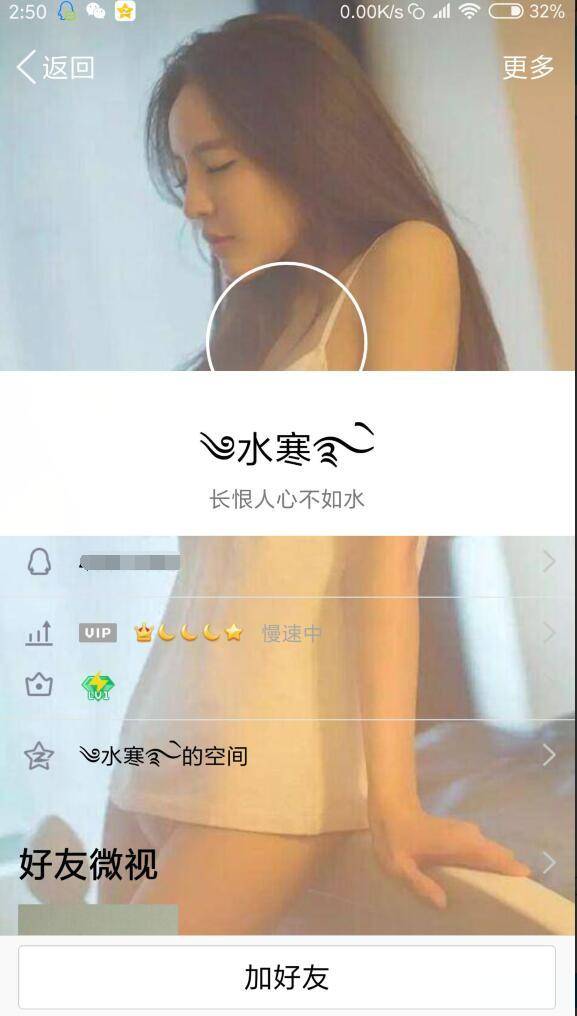 2:50 0.00K/s 32%
返回 更多
༄水寒࿐
长恨人心不如水
VIP 慢速中
LV1
༄水寒࿐的空间
好友微视
加好友